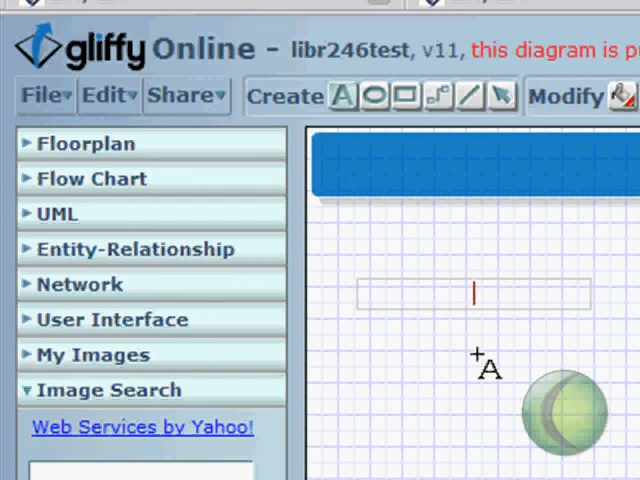 gliffy Online - libr246test, v11, this diagram is p
File Edit Share Create A Modify
Floorplan
Flow Chart
UML
Entity-Relationship
Network
User Interface
My Images
Image Search
Web Services by Yahoo!
A